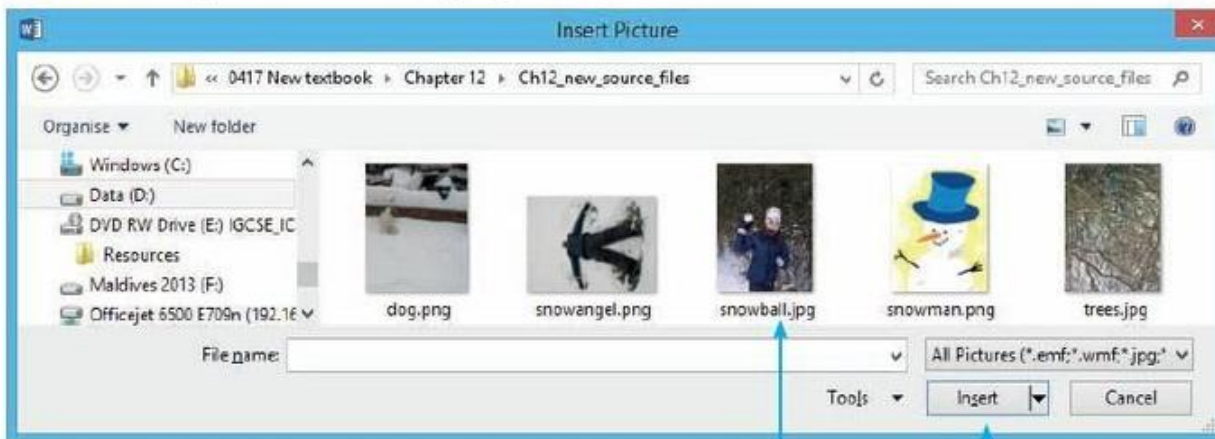 Insert Picture
« 0417 New textbook Chapter 12 Ch12_new_source_files
Search Ch12_new_source_files
Organise New folder
Windows (C:)
Data (D:)
DVD RW Drive (E:) IGCSE_IC
Resources
Maldives 2013 (F:)
Officejet 6500 E709n (192.16
dog.png snowangel.png snowball.jpg snowman.png trees.jpg
File name: All Pictures (*.emf;*.wmf;*.jpg;*
Tools Insert Cancel